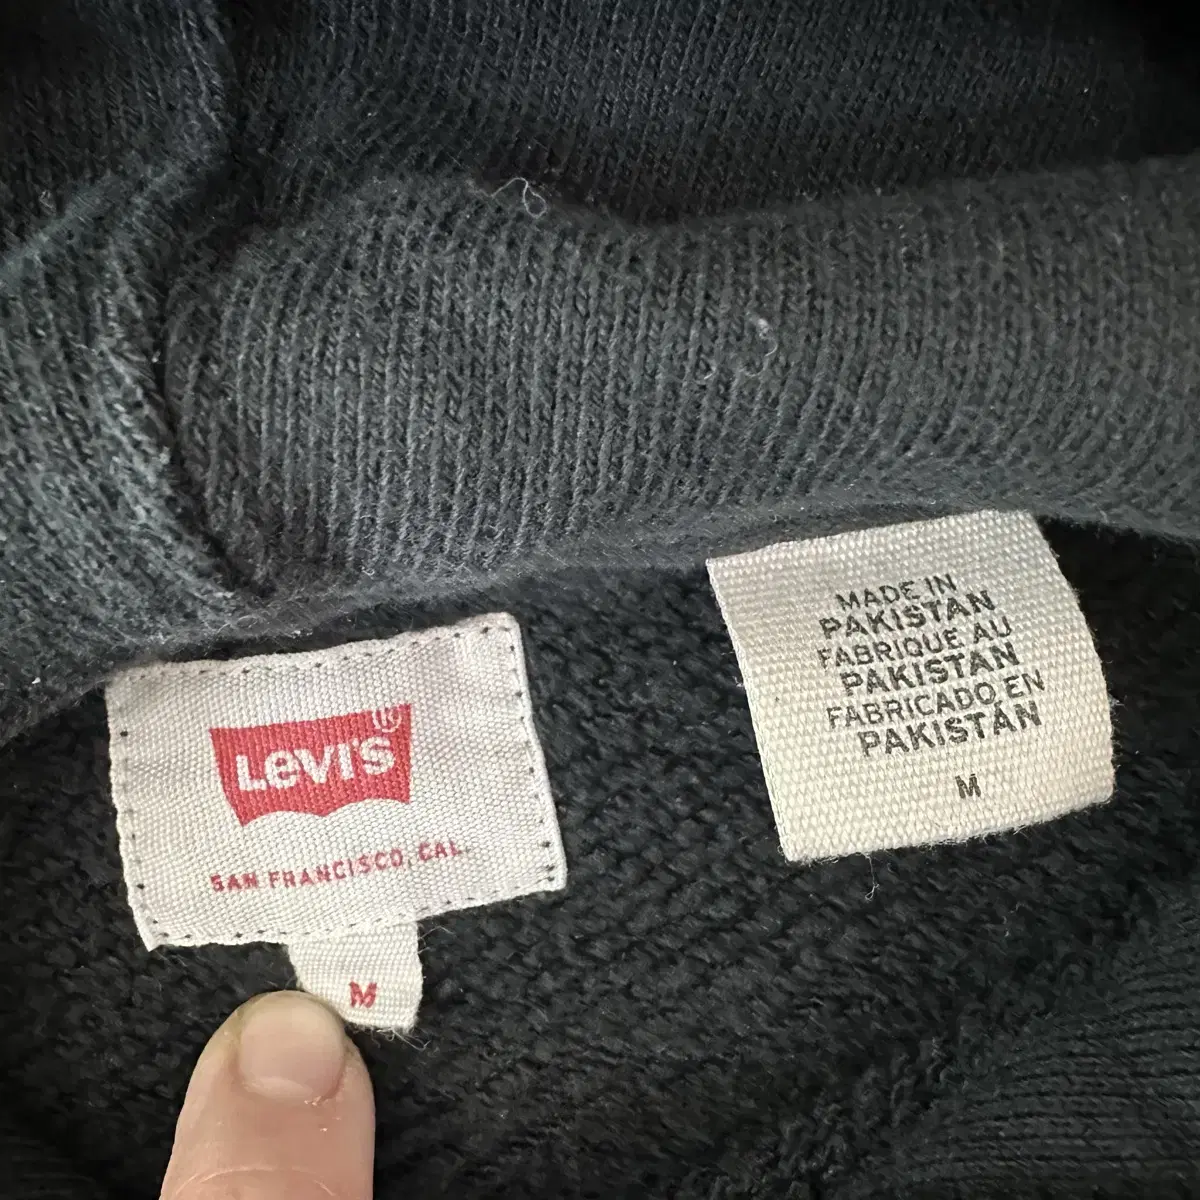 LEVI'S®
SAN FRANCISCO, CAL.
M
MADE IN
PAKISTAN
FABRIQUE AU
PAKISTAN
FABRICADO EN
PAKISTÁN
M